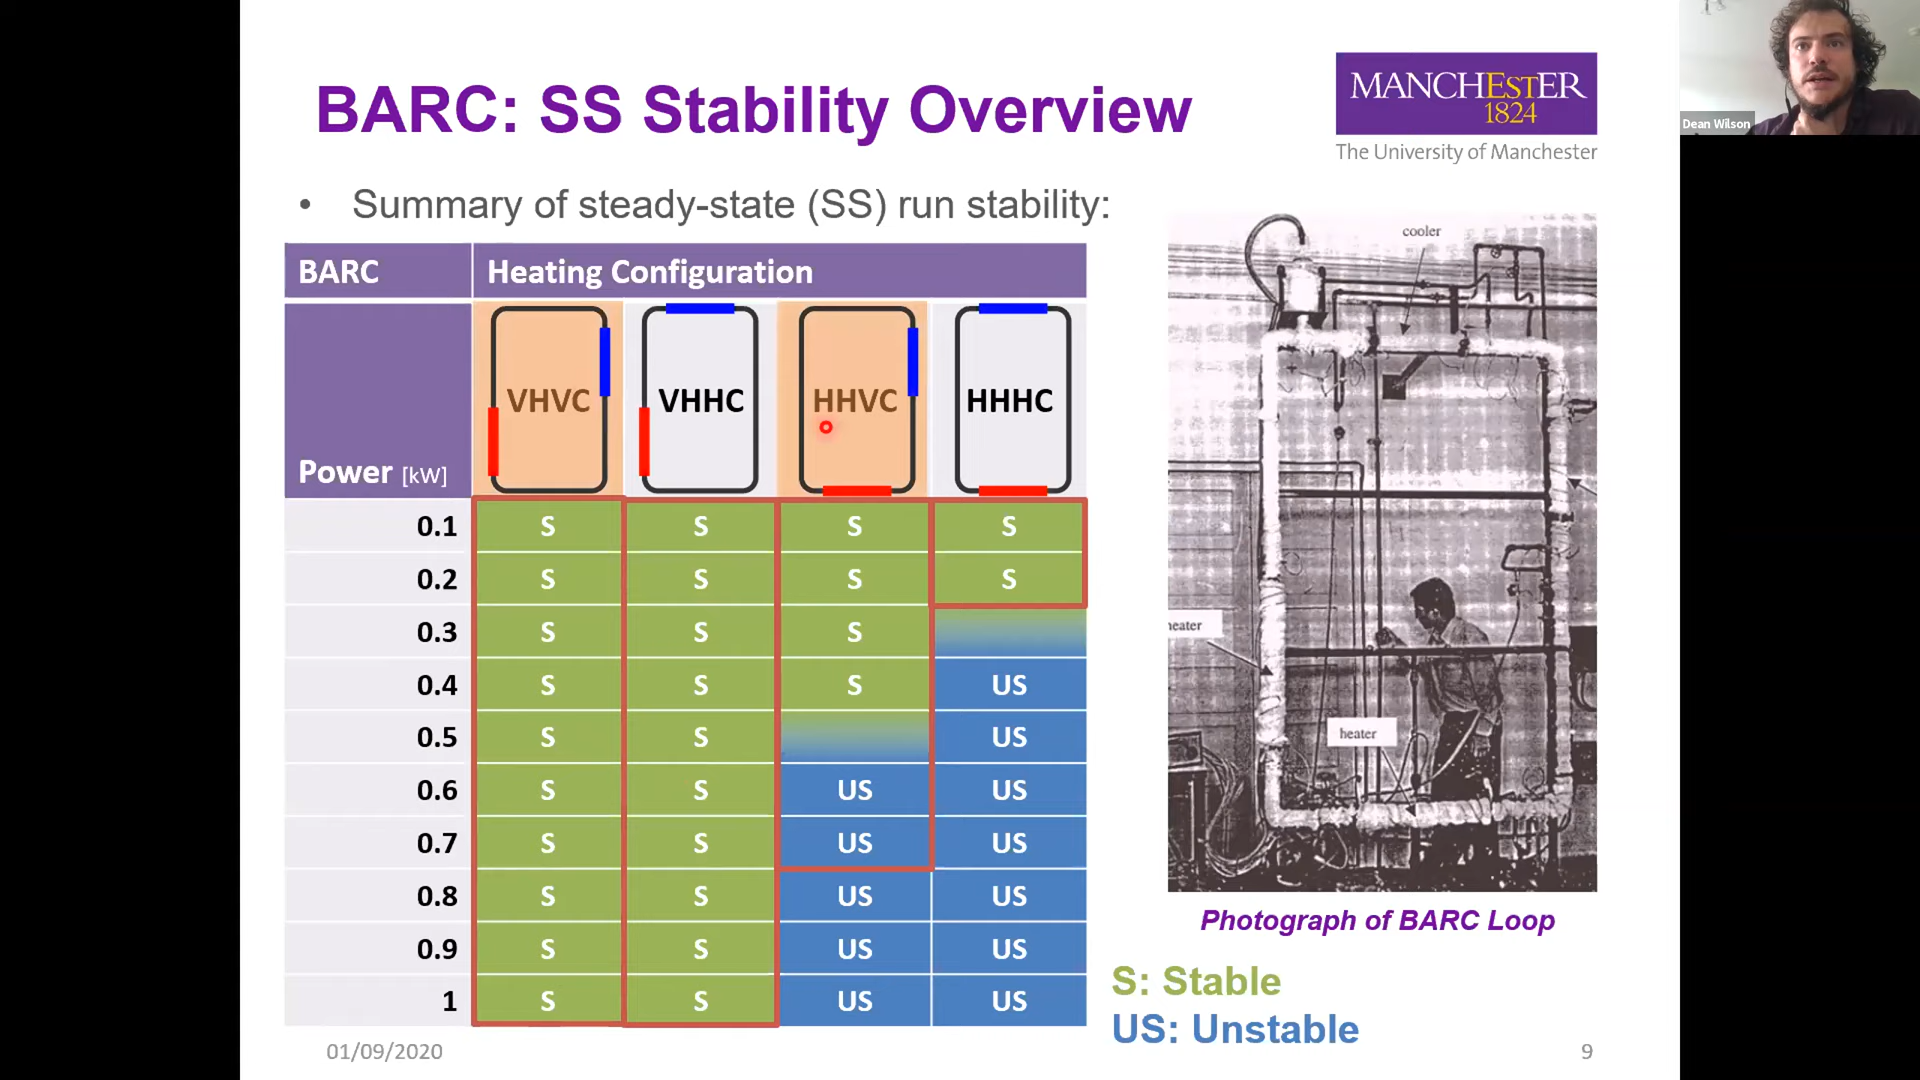 BARC: SS Stability Overview
MANCHESTER
1824
The University of Manchester
Dean Wilson
• Summary of steady-state (SS) run stability:
BARC Heating Configuration
Power [kW] VHVC VHHC HHVC HHHC
0.1 S S S S
0.2 S S S S
0.3 S S S
0.4 S S S US
0.5 S S US
0.6 S S US US
0.7 S S US US
0.8 S S US US
0.9 S S US US
1 S S US US
cooler
heater
heater
Photograph of BARC Loop
S: Stable
US: Unstable
01/09/2020
9